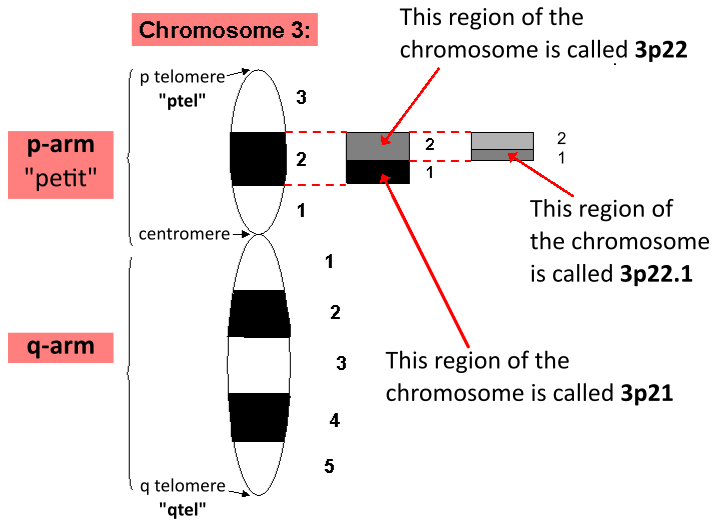 Chromosome 3:
This region of the
chromosome is called 3p22
p telomere
"ptel"
3
p-arm
"petit"
2
2
1
2
1
1
This region of
the chromosome
is called 3p22.1
centromere
1
2
q-arm
3
This region of the
chromosome is called 3p21
4
5
q telomere
"qtel"